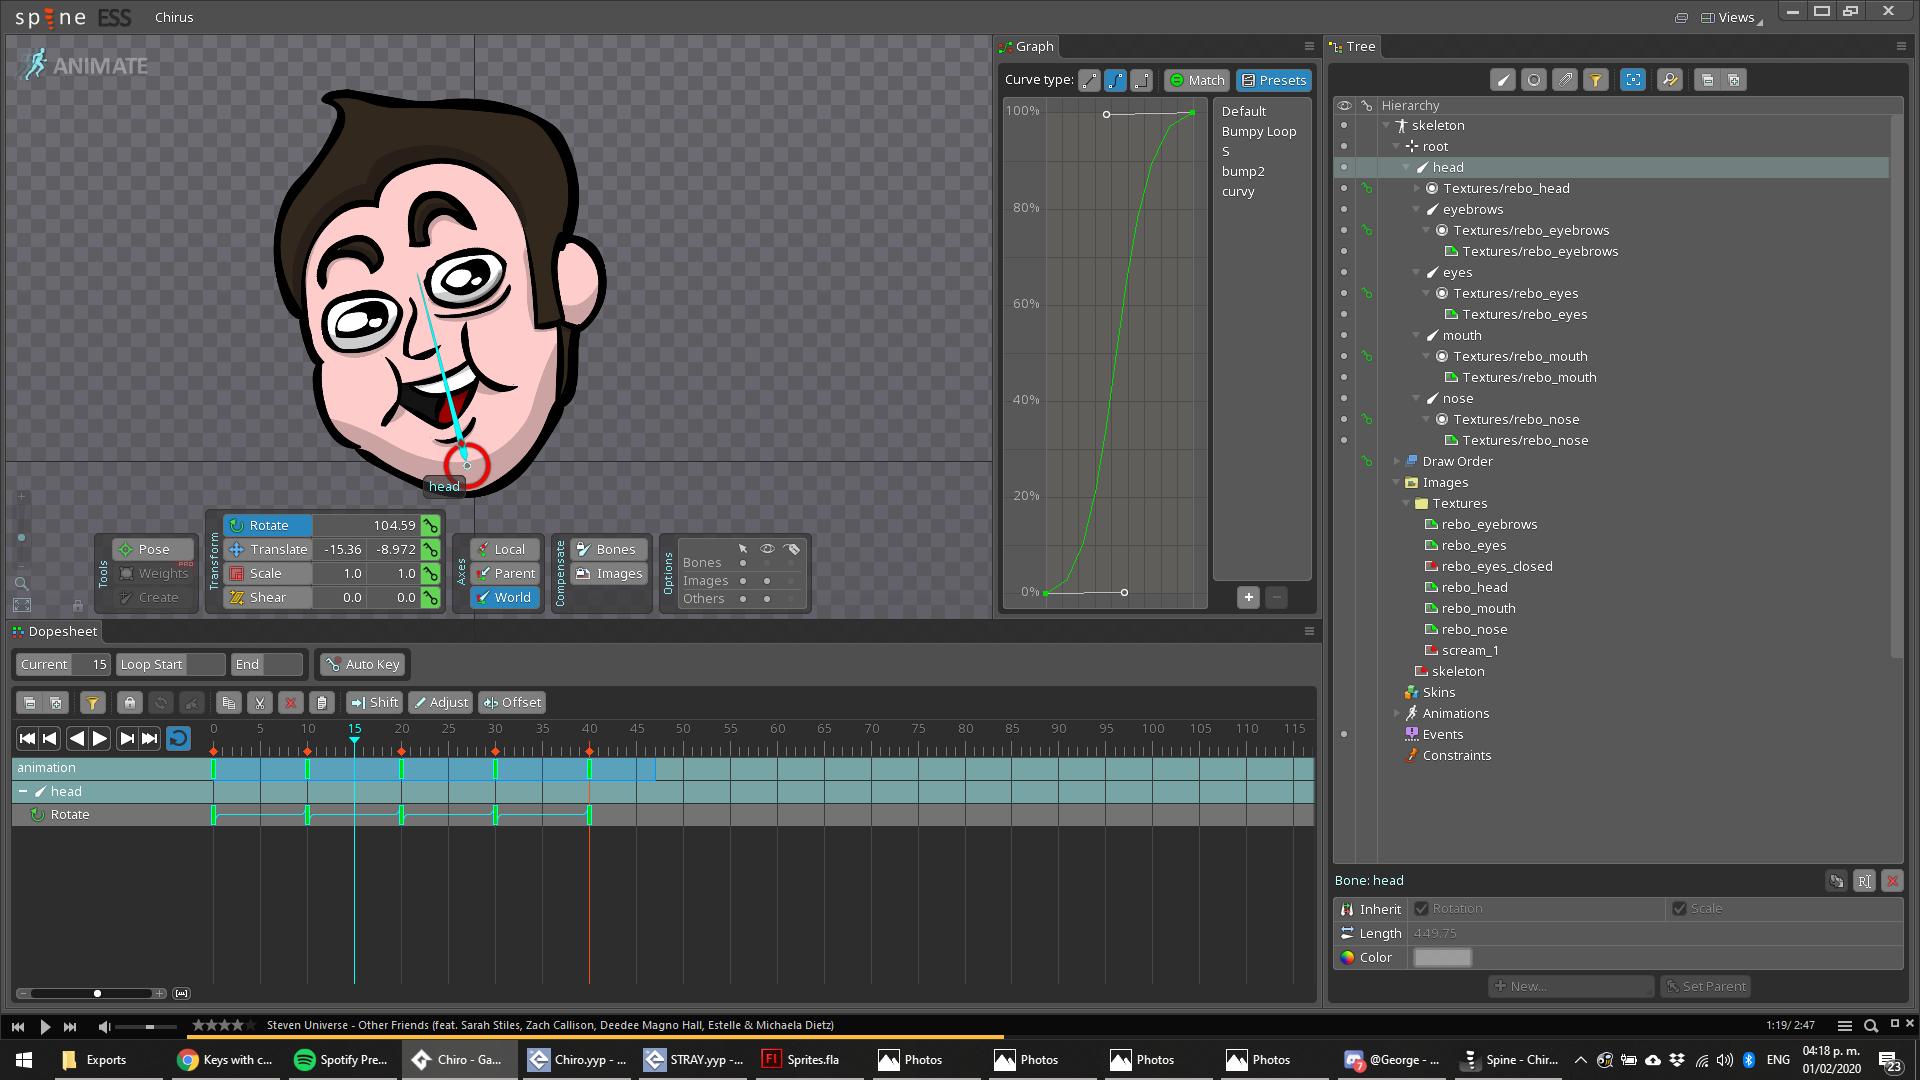 spine ESS Chirus Views
ANIMATE
head
Tools
Pose
Weights PRO
Create
Transform
Rotate 104.59
Translate -15.36 -8.972
Scale 1.0 1.0
Shear 0.0 0.0
Axes
Local
Parent
World
Compensate
Bones
Images
Options
Bones
Images
Others
Graph
Curve type: Match Presets
100%
80%
60%
40%
20%
0%
Default
Bumpy Loop
S
bump2
curvy
Tree
Hierarchy
skeleton
root
head
Textures/rebo_head
eyebrows
Textures/rebo_eyebrows
Textures/rebo_eyebrows
eyes
Textures/rebo_eyes
Textures/rebo_eyes
mouth
Textures/rebo_mouth
Textures/rebo_mouth
nose
Textures/rebo_nose
Textures/rebo_nose
Draw Order
Images
Textures
rebo_eyebrows
rebo_eyes
rebo_eyes_closed
rebo_head
rebo_mouth
rebo_nose
scream_1
skeleton
Skins
Animations
Events
Constraints
Bone: head
Inherit Rotation Scale
Length 449.75
Color
New... Set Parent
Dopesheet
Current 15 Loop Start End Auto Key
Shift Adjust Offset
0 5 10 15 20 25 30 35 40 45 50 55 60 65 70 75 80 85 90 95 100 105 110 115
animation
head
Rotate
Steven Universe - Other Friends (feat. Sarah Stiles, Zach Callison, Deedee Magno Hall, Estelle & Michaela Dietz) 1:19/ 2:47
Exports Keys with c... Spotify Pre... Chiro - Ga... Chiro.yyp - ... STRAY.yyp -... Fl Sprites.fla Photos Photos Photos Photos 7 @George - ... Spine - Chir... ENG 04:18 p. m. 23
01/02/2020